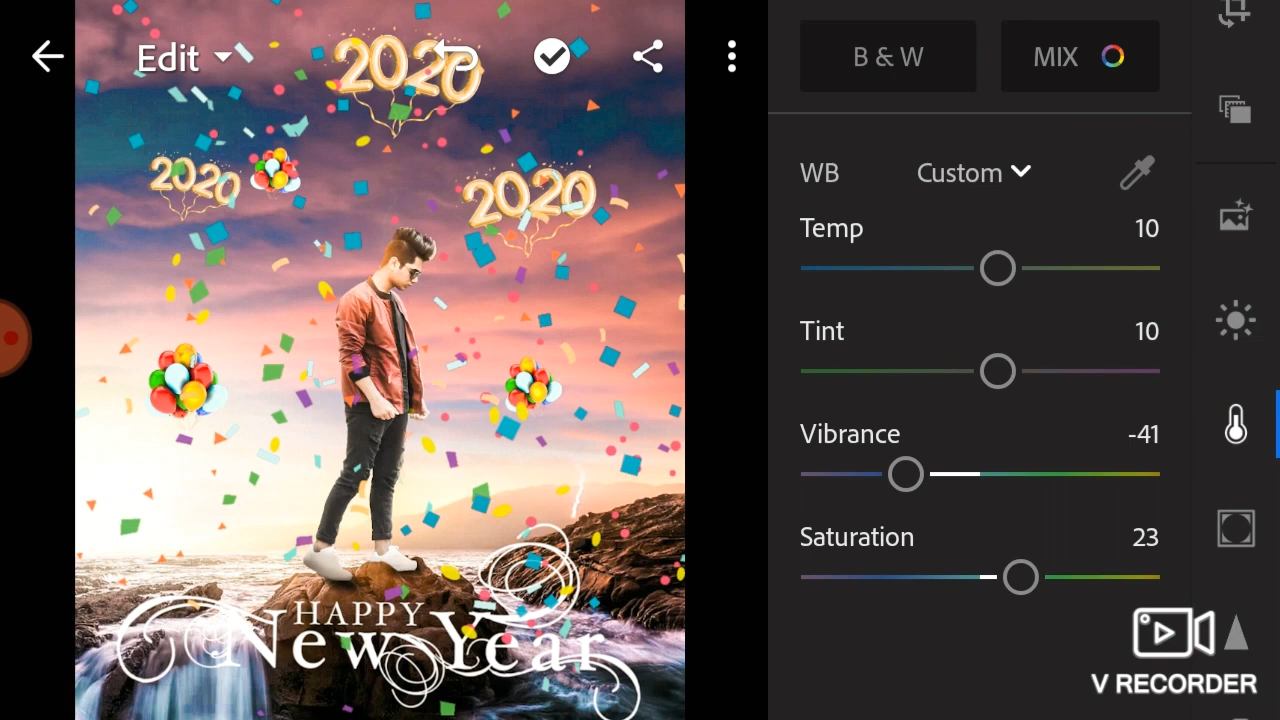 Edit
2020
2020
2020
HAPPY
New Year
B & W
MIX
WB
Custom
Temp
10
Tint
10
Vibrance
-41
Saturation
23
V RECORDER